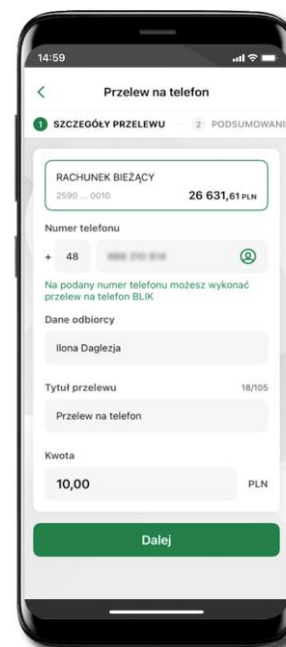 14:59
Przelew na telefon
1 SZCZEGÓŁY PRZELEWU 2 PODSUMOWANI
RACHUNEK BIEŻĄCY
2590 ... 0010 26 631,61 PLN
Numer telefonu
+ 48
Na podany numer telefonu możesz wykonać
przelew na telefon BLIK
Dane odbiorcy
Ilona Daglezja
Tytuł przelewu 18/105
Przelew na telefon
Kwota
10,00 PLN
Dalej